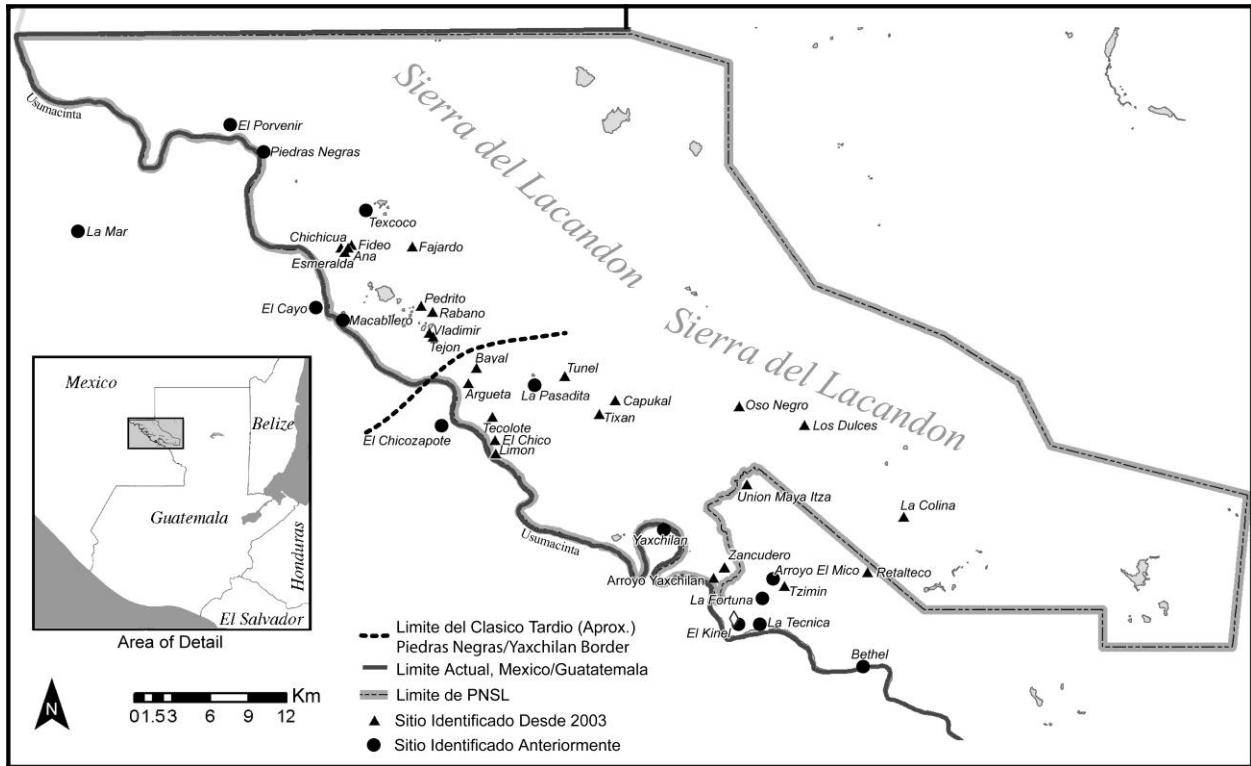 Usumacinta
El Porvenir
Piedras Negras
Sierra del Lacandon
La Mar
Texcoco
Chichicua
Fideo
Fajardo
Ana
Esmeralda
Pedrito
Rabano
El Cayo
Macabilero
Vladimir
Tejon
Sierra del Lacandon
Bayal
Tunel
Argueta
La Pasadita
Capukal
Tixan
Oso Negro
Los Dulces
El Chicozapote
Tecolote
El Chico
Limon
Union Maya Itza
La Colina
Usumacinta
Yaxchilan
Zancudero
Arroyo Yaxchilan
Arroyo El Mico
Retalteco
Tzimin
La Fortuna
El Kinel
La Tecnica
Bethel
Mexico
Belize
Guatemala
Honduras
El Salvador
Area of Detail
N
Km
01.53 6 9 12
Limite del Clasico Tardio (Aprox.)
Piedras Negras/Yaxchilan Border
Limite Actual, Mexico/Guatatemala
Limite de PNSL
Sitio Identificado Desde 2003
Sitio Identificado Anteriormente